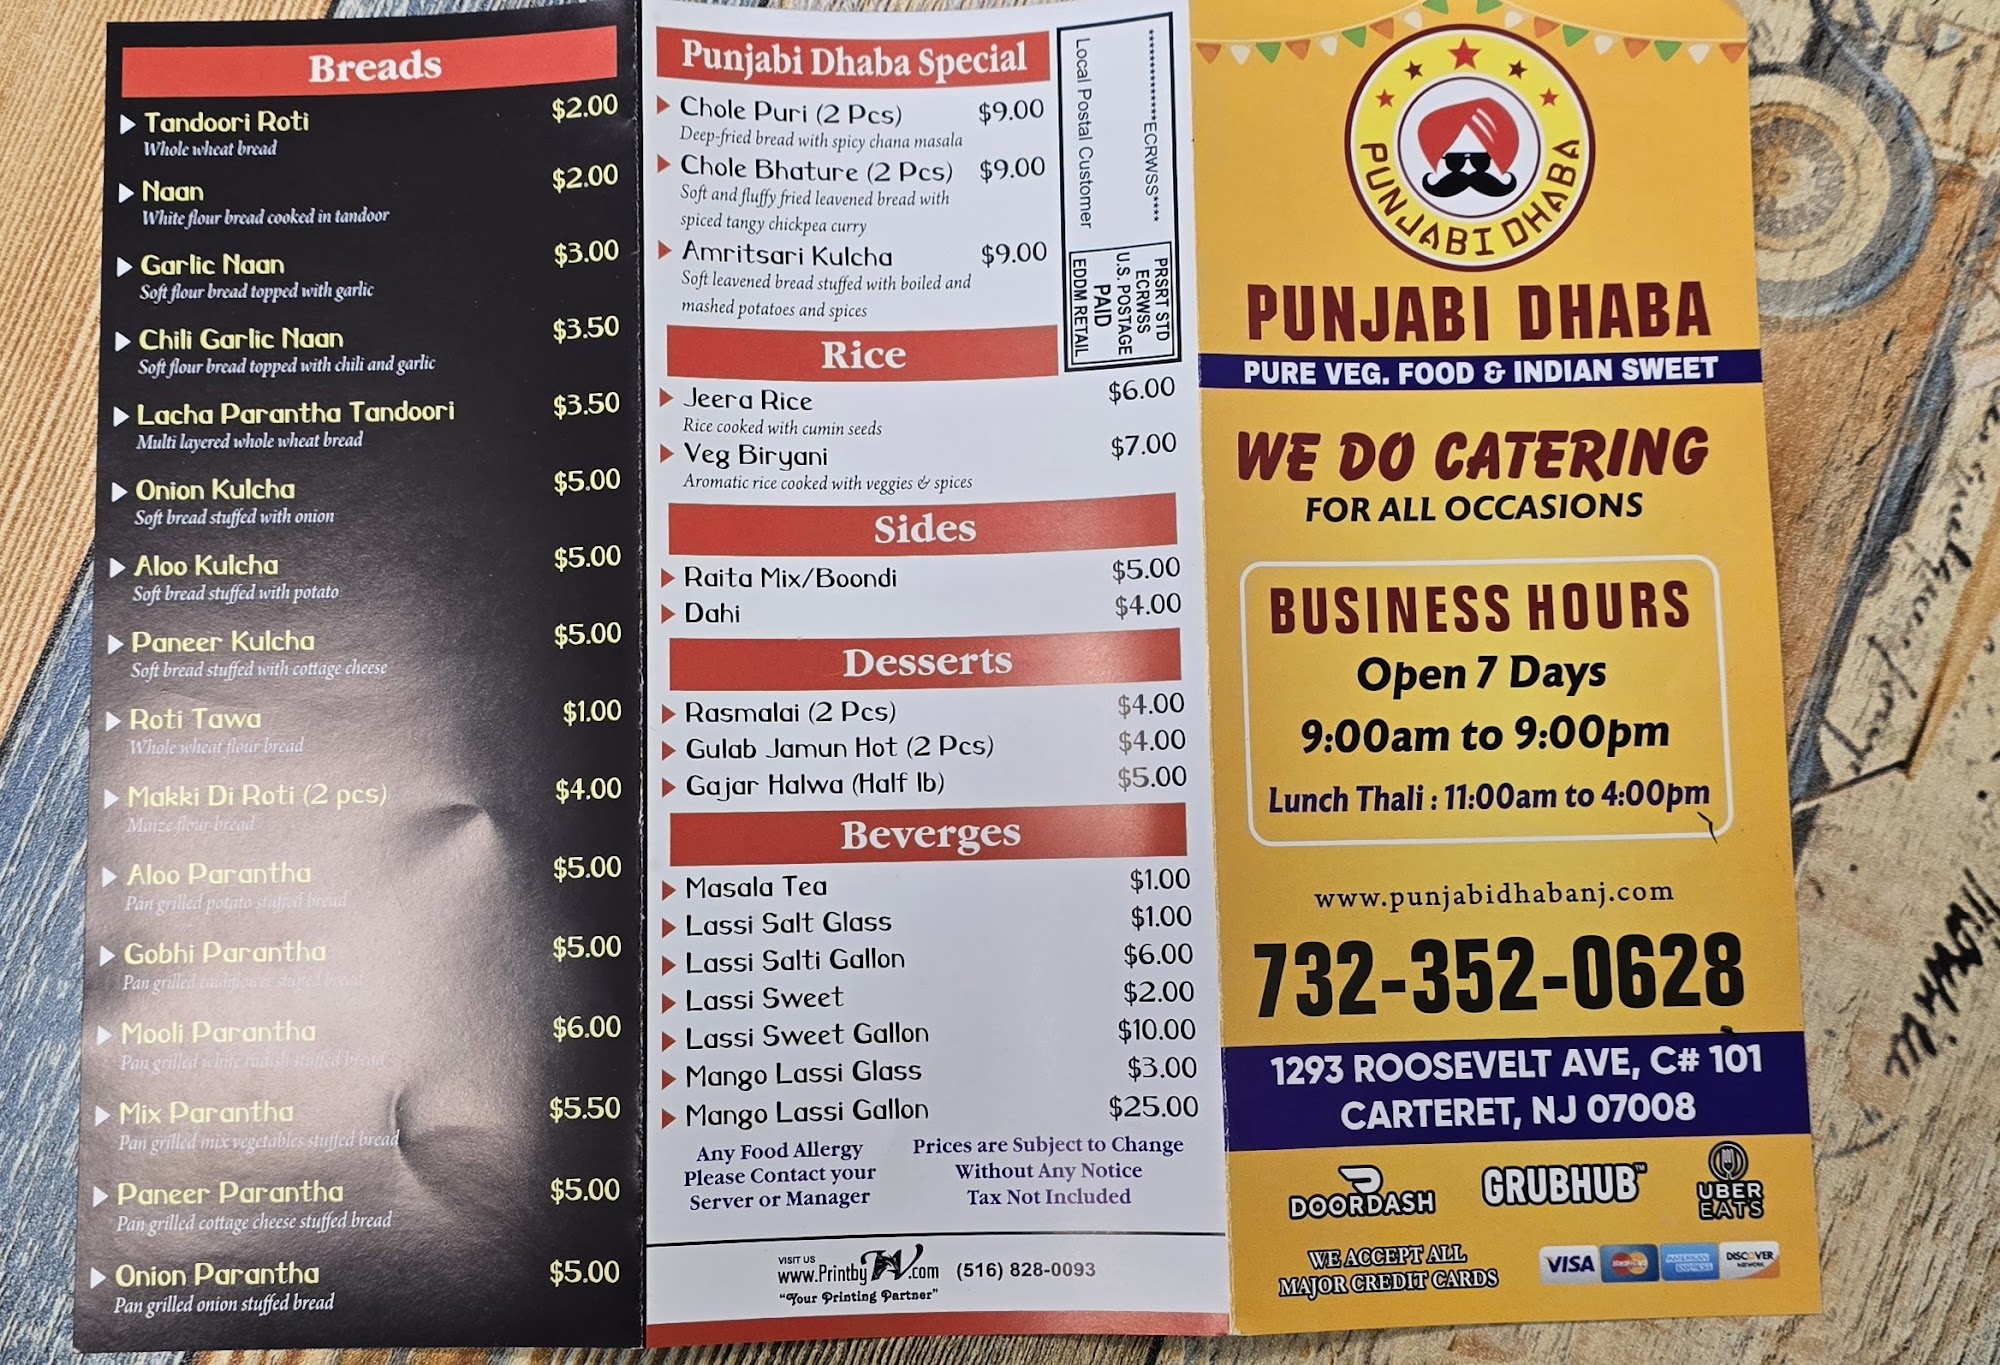 Breads
Tandoori Roti $2.00
Whole wheat bread
Naan $2.00
White flour bread cooked in tandoor
Garlic Naan $3.00
Soft flour bread topped with garlic
Chili Garlic Naan $3.50
Soft flour bread topped with chili and garlic
Lacha Parantha Tandoori $3.50
Multi layered whole wheat bread
Onion Kulcha $5.00
Soft bread stuffed with onion
Aloo Kulcha $5.00
Soft bread stuffed with potato
Paneer Kulcha $5.00
Soft bread stuffed with cottage cheese
Roti Tawa $1.00
Whole wheat flour bread
Makki Di Roti (2 pcs) $4.00
Maize flour bread
Aloo Parantha $5.00
Pan grilled potato stuffed bread
Gobhi Parantha $5.00
Pan grilled cauliflower stuffed bread
Mooli Parantha $6.00
Pan grilled white radish stuffed bread
Mix Parantha $5.50
Pan grilled mix vegetables stuffed bread
Paneer Parantha $5.00
Pan grilled cottage cheese stuffed bread
Onion Parantha $5.00
Pan grilled onion stuffed bread
Punjabi Dhaba Special
Chole Puri (2 Pcs) $9.00
Deep-fried bread with spicy chana masala
Chole Bhature (2 Pcs) $9.00
Soft and fluffy fried leavened bread with
spiced tangy chickpea curry
Amritsari Kulcha $9.00
Soft leavened bread stuffed with boiled and
mashed potatoes and spices
**************ECRWSS****
Local Postal Customer
PRSRT STD
ECRWSS
U.S. POSTAGE
PAID
EDDM RETAIL
Rice
Jeera Rice $6.00
Rice cooked with cumin seeds
Veg Biryani $7.00
Aromatic rice cooked with veggies & spices
Sides
Raita Mix/Boondi $5.00
Dahi $4.00
Desserts
Rasmalai (2 Pcs) $4.00
Gulab Jamun Hot (2 Pcs) $4.00
Gajar Halwa (Half lb) $5.00
Beverges
Masala Tea $1.00
Lassi Salt Glass $1.00
Lassi Salti Gallon $6.00
Lassi Sweet $2.00
Lassi Sweet Gallon $10.00
Mango Lassi Glass $3.00
Mango Lassi Gallon $25.00
Any Food Allergy
Please Contact your
Server or Manager
Prices are Subject to Change
Without Any Notice
Tax Not Included
VISIT US
www.PrintbyTW.com (516) 828-0093
"Your Printing Partner"
PUNJABI DHABA
PUNJABI DHABA
PURE VEG. FOOD & INDIAN SWEET
WE DO CATERING
FOR ALL OCCASIONS
BUSINESS HOURS
Open 7 Days
9:00am to 9:00pm
Lunch Thali : 11:00am to 4:00pm
www.punjabidhabanj.com
732-352-0628
1293 ROOSEVELT AVE, C# 101
CARTERET, NJ 07008
DOORDASH
GRUBHUB™
UBER
EATS
WE ACCEPT ALL
MAJOR CREDIT CARDS
VISA
MasterCard
AMERICAN
EXPRESS
DISCOVER
NETWORK